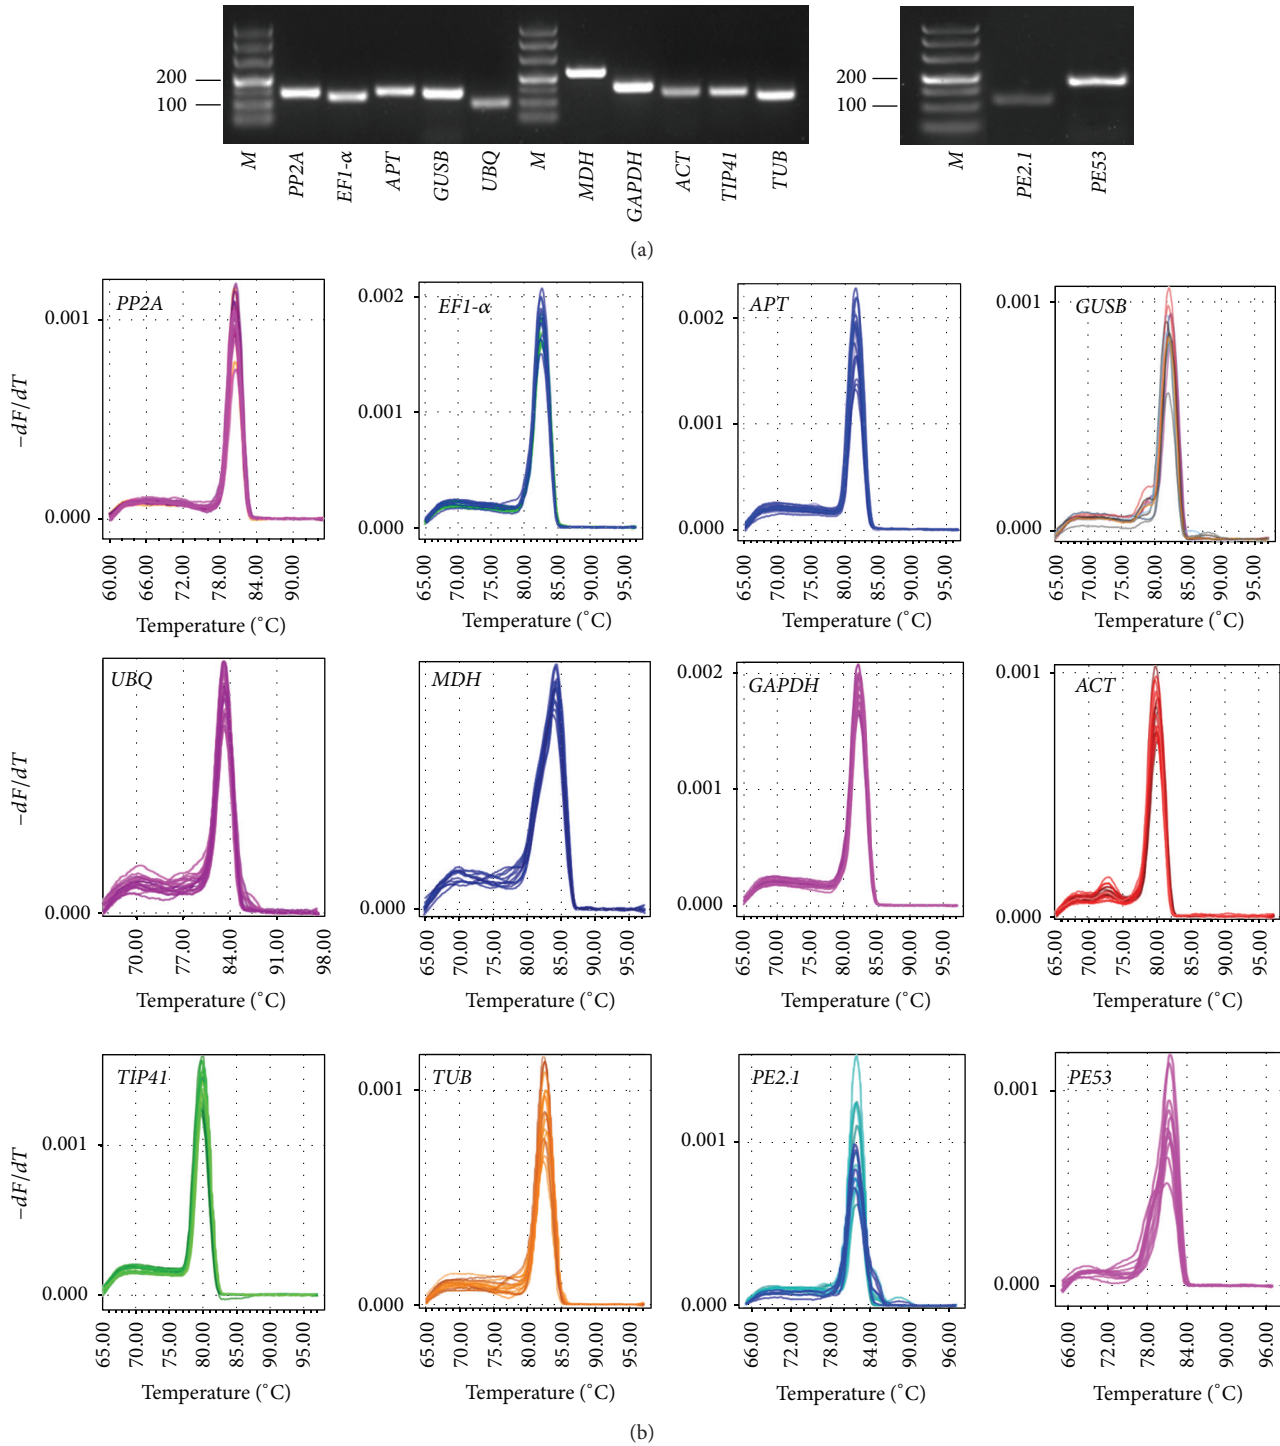 200
100
200
100
M
PP2A
EF1-α
APT
GUSB
UBQ
M
MDH
GAPDH
ACT
TIP41
TUB
M
PE2.1
PE53
(a)
PP2A
0.001
0.000
−dF/dT
60.00 66.00 72.00 78.00 84.00 90.00
Temperature (°C)
EF1-α
0.002
0.001
0.000
65.00 70.00 75.00 80.00 85.00 90.00 95.00
Temperature (°C)
APT
0.002
0.001
0.000
65.00 70.00 75.00 80.00 85.00 90.00 95.00
Temperature (°C)
GUSB
0.001
0.000
65.00 70.00 75.00 80.00 85.00 90.00 95.00
Temperature (°C)
UBQ
0.000
−dF/dT
70.00 77.00 84.00 91.00 98.00
Temperature (°C)
MDH
0.000
65.00 70.00 75.00 80.00 85.00 90.00 95.00
Temperature (°C)
GAPDH
0.002
0.001
0.000
65.00 70.00 75.00 80.00 85.00 90.00 95.00
Temperature (°C)
ACT
0.001
0.000
65.00 70.00 75.00 80.00 85.00 90.00 95.00
Temperature (°C)
TIP41
0.001
0.000
−dF/dT
65.00 70.00 75.00 80.00 85.00 90.00 95.00
Temperature (°C)
TUB
0.001
0.000
65.00 70.00 75.00 80.00 85.00 90.00 95.00
Temperature (°C)
PE2.1
0.001
0.000
66.00 72.00 78.00 84.00 90.00 96.00
Temperature (°C)
PE53
0.001
0.000
66.00 72.00 78.00 84.00 90.00 96.00
Temperature (°C)
(b)